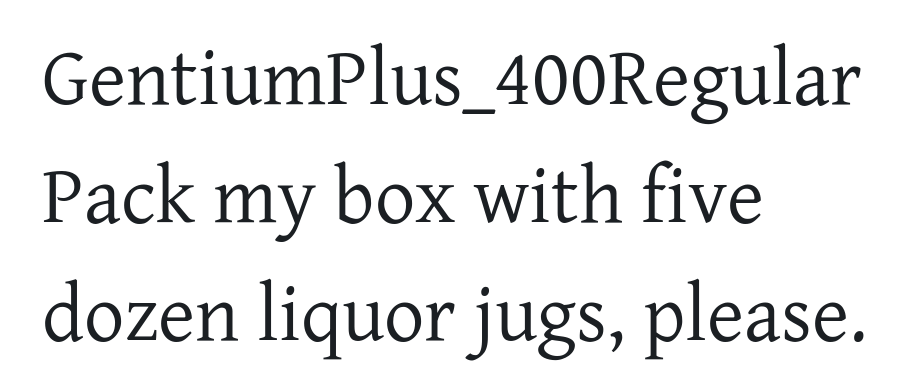 GentiumPlus_400Regular
Pack my box with five
dozen liquor jugs, please.